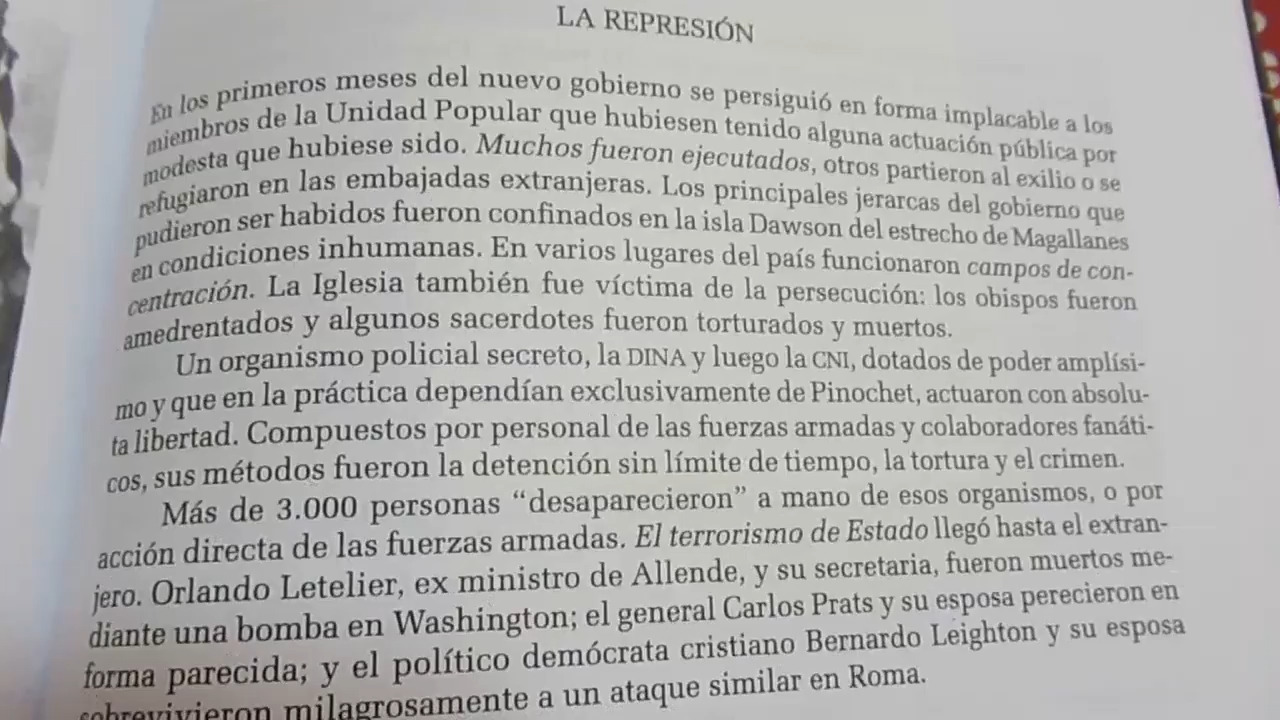 LA REPRESIÓN
En los primeros meses del nuevo gobierno se persiguió en forma implacable a los
miembros de la Unidad Popular que hubiesen tenido alguna actuación pública por
modesta que hubiese sido. Muchos fueron ejecutados, otros partieron al exilio o se
refugiaron en las embajadas extranjeras. Los principales jerarcas del gobierno que
pudieron ser habidos fueron confinados en la isla Dawson del estrecho de Magallanes
en condiciones inhumanas. En varios lugares del país funcionaron campos de con-
centración. La Iglesia también fue víctima de la persecución: los obispos fueron
amedrentados y algunos sacerdotes fueron torturados y muertos.
Un organismo policial secreto, la DINA y luego la CNI, dotados de poder amplísi-
mo y que en la práctica dependían exclusivamente de Pinochet, actuaron con absolu-
ta libertad. Compuestos por personal de las fuerzas armadas y colaboradores fanáti-
cos, sus métodos fueron la detención sin límite de tiempo, la tortura y el crimen.
Más de 3.000 personas “desaparecieron” a mano de esos organismos, o por
acción directa de las fuerzas armadas. El terrorismo de Estado llegó hasta el extran-
jero. Orlando Letelier, ex ministro de Allende, y su secretaria, fueron muertos me-
diante una bomba en Washington; el general Carlos Prats y su esposa perecieron en
forma parecida; y el político demócrata cristiano Bernardo Leighton y su esposa
sobrevivieron milagrosamente a un ataque similar en Roma.